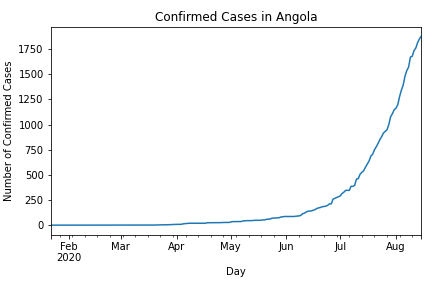 Confirmed Cases in Angola
Number of Confirmed Cases
1750
1500
1250
1000
750
500
250
0
Feb Mar Apr May Jun Jul Aug
2020
Day